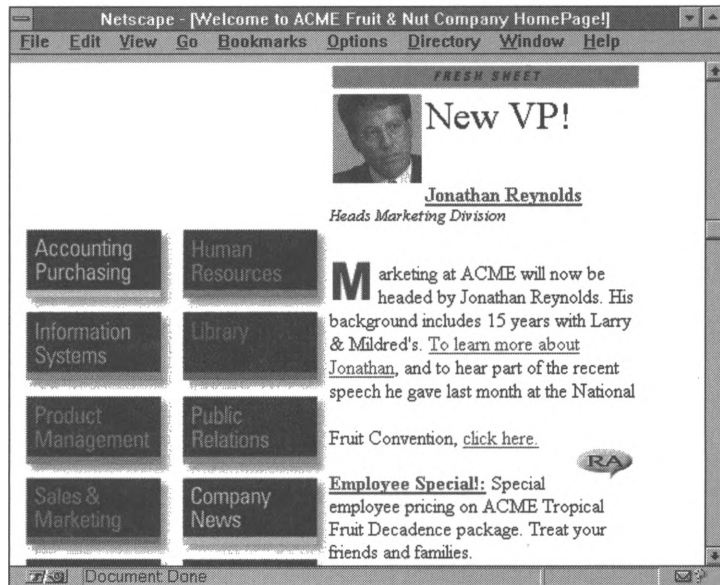 Netscape - [Welcome to ACME Fruit & Nut Company HomePage!]
File Edit View Go Bookmarks Options Directory Window Help
FRESH SHEET
New VP!
Jonathan Reynolds
Heads Marketing Division
Accounting
Purchasing
Human
Resources
Information
Systems
Library
Product
Management
Public
Relations
Sales &
Marketing
Company
News
Marketing at ACME will now be
headed by Jonathan Reynolds. His
background includes 15 years with Larry
& Mildred's. To learn more about
Jonathan, and to hear part of the recent
speech he gave last month at the National
Fruit Convention, click here.
RA
Employee Special!: Special
employee pricing on ACME Tropical
Fruit Decadence package. Treat your
friends and families.
Document: Done